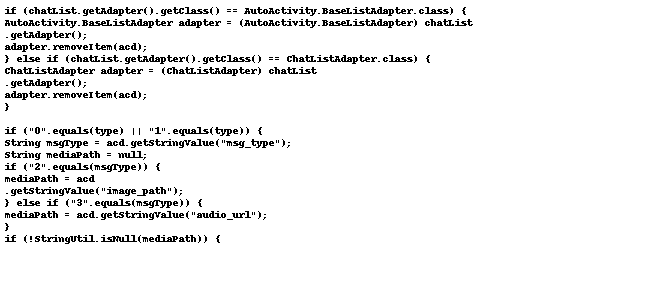 if (chatList.getAdapter().getClass() == AutoActivity.BaseListAdapter.class) {
AutoActivity.BaseListAdapter adapter = (AutoActivity.BaseListAdapter) chatList
.getAdapter();
adapter.removeItem(acd);
} else if (chatList.getAdapter().getClass() == ChatListAdapter.class) {
ChatListAdapter adapter = (ChatListAdapter) chatList
.getAdapter();
adapter.removeItem(acd);
}

if ("0".equals(type) || "1".equals(type)) {
String msgType = acd.getStringValue("msg_type");
String mediaPath = null;
if ("2".equals(msgType)) {
mediaPath = acd
.getStringValue("image_path");
} else if ("3".equals(msgType)) {
mediaPath = acd.getStringValue("audio_url");
}
if (!StringUtil.isNull(mediaPath)) {